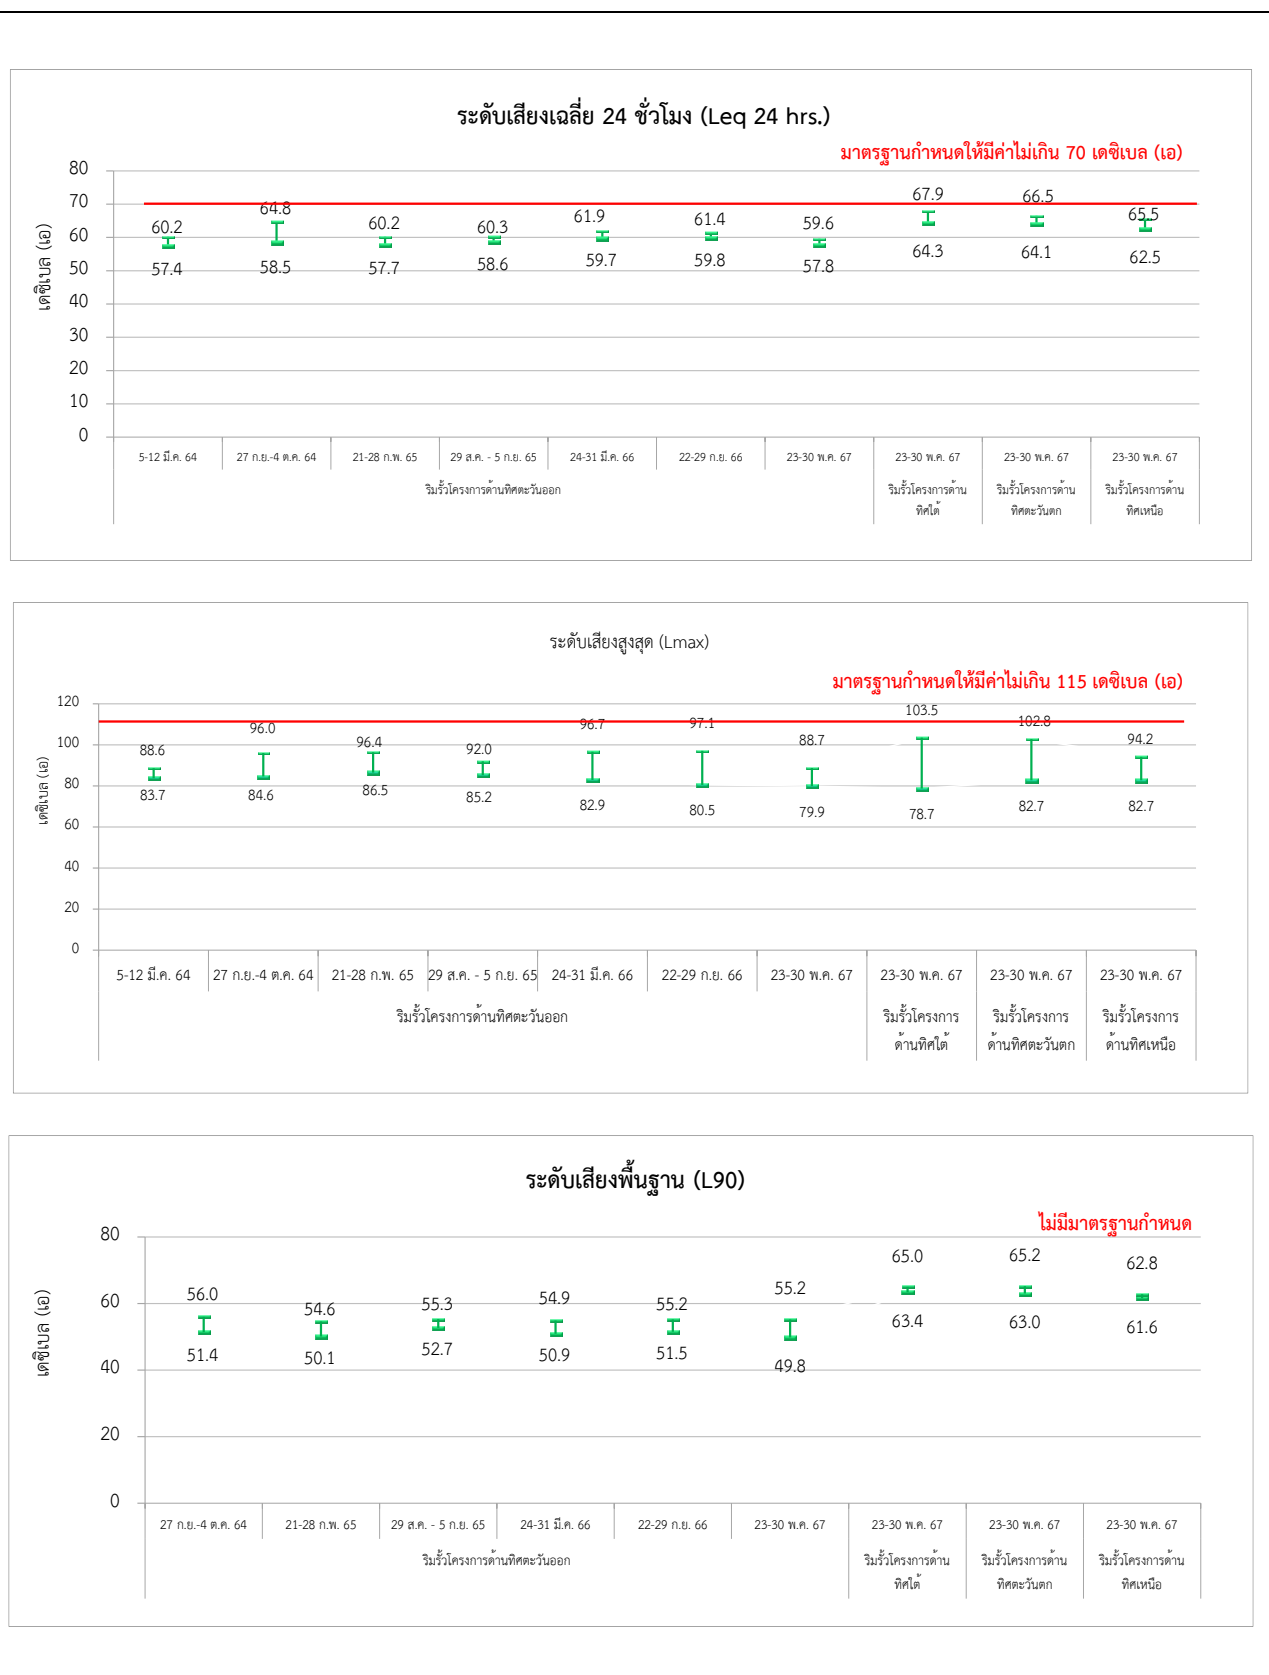 ระดับเสียงเฉลี่ย 24 ชั่วโมง (Leq 24 hrs.)
มาตรฐานกำหนดให้มีค่าไม่เกิน 70 เดซิเบล (เอ)
เดซิเบล (เอ)
80
70
60
50
40
30
20
10
0
60.2 64.8 60.2 60.3 61.9 61.4 59.6 67.9 66.5 65.5
57.4 58.5 57.7 58.6 59.7 59.8 57.8 64.3 64.1 62.5
5-12 มี.ค. 64 27 ก.ย.-4 ต.ค. 64 21-28 ก.พ. 65 29 ส.ค. - 5 ก.ย. 65 24-31 มี.ค. 66 22-29 ก.ย. 66 23-30 พ.ค. 67 23-30 พ.ค. 67 23-30 พ.ค. 67 23-30 พ.ค. 67
ริมรั้วโครงการด้านทิศตะวันออก ริมรั้วโครงการด้าน ริมรั้วโครงการด้าน ริมรั้วโครงการด้าน
ทิศใต้ ทิศตะวันตก ทิศเหนือ
ระดับเสียงสูงสุด (Lmax)
มาตรฐานกำหนดให้มีค่าไม่เกิน 115 เดซิเบล (เอ)
เดซิเบล (เอ)
120
100
80
60
40
20
0
88.6 96.0 96.4 92.0 96.7 97.1 88.7 103.5 102.8 94.2
83.7 84.6 86.5 85.2 82.9 80.5 79.9 78.7 82.7 82.7
5-12 มี.ค. 64 27 ก.ย.-4 ต.ค. 64 21-28 ก.พ. 65 29 ส.ค. - 5 ก.ย. 65 24-31 มี.ค. 66 22-29 ก.ย. 66 23-30 พ.ค. 67 23-30 พ.ค. 67 23-30 พ.ค. 67 23-30 พ.ค. 67
ริมรั้วโครงการด้านทิศตะวันออก ริมรั้วโครงการ ริมรั้วโครงการ ริมรั้วโครงการ
ด้านทิศใต้ ด้านทิศตะวันตก ด้านทิศเหนือ
ระดับเสียงพื้นฐาน (L90)
ไม่มีมาตรฐานกำหนด
เดซิเบล (เอ)
80
60
40
20
0
56.0 54.6 55.3 54.9 55.2 55.2 65.0 65.2 62.8
51.4 50.1 52.7 50.9 51.5 49.8 63.4 63.0 61.6
27 ก.ย.-4 ต.ค. 64 21-28 ก.พ. 65 29 ส.ค. - 5 ก.ย. 65 24-31 มี.ค. 66 22-29 ก.ย. 66 23-30 พ.ค. 67 23-30 พ.ค. 67 23-30 พ.ค. 67 23-30 พ.ค. 67
ริมรั้วโครงการด้านทิศตะวันออก ริมรั้วโครงการด้าน ริมรั้วโครงการด้าน ริมรั้วโครงการด้าน
ทิศใต้ ทิศตะวันตก ทิศเหนือ